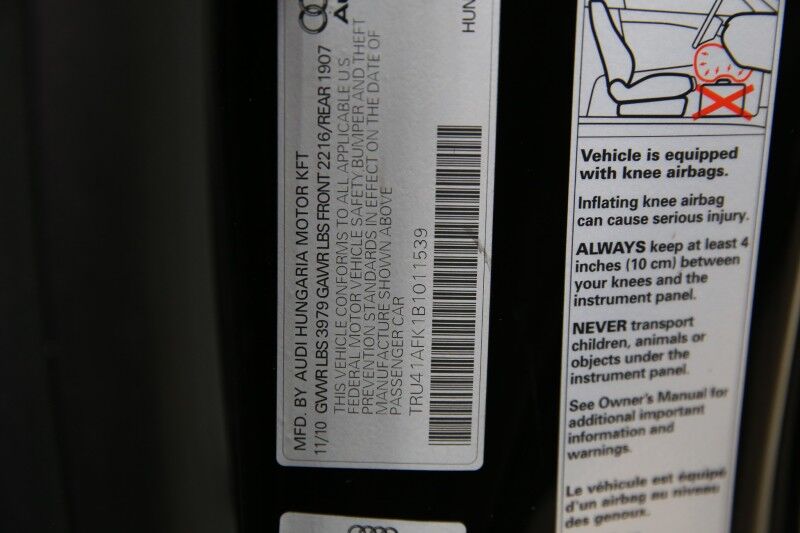 MFD. BY AUDI HUNGARIA MOTOR KFT
11/10 GVWR LBS 3979 GAWR LBS FRONT 2216/REAR 1907
THIS VEHICLE CONFORMS TO ALL APPLICABLE U.S.
FEDERAL MOTOR VEHICLE SAFETY BUMPER AND THEFT
PREVENTION STANDARDS IN EFFECT ON THE DATE OF
MANUFACTURE SHOWN ABOVE
PASSENGER CAR
TRU41AFK1B1011539
Vehicle is equipped
with knee airbags.
Inflating knee airbag
can cause serious injury.
ALWAYS keep at least 4
inches (10 cm) between
your knees and the
instrument panel.
NEVER transport
children, animals or
objects under the
instrument panel.
See Owner's Manual for
additional important
information and
warnings.
Le véhicule est équipé
d'un airbag au niveau
des genoux.